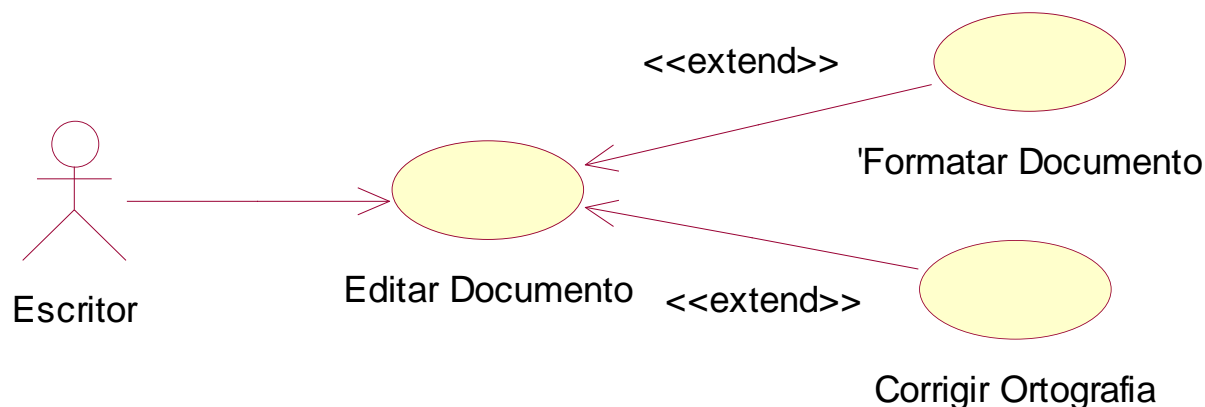 <<extend>>
'Formatar Documento
Escritor
Editar Documento
<<extend>>
Corrigir Ortografia